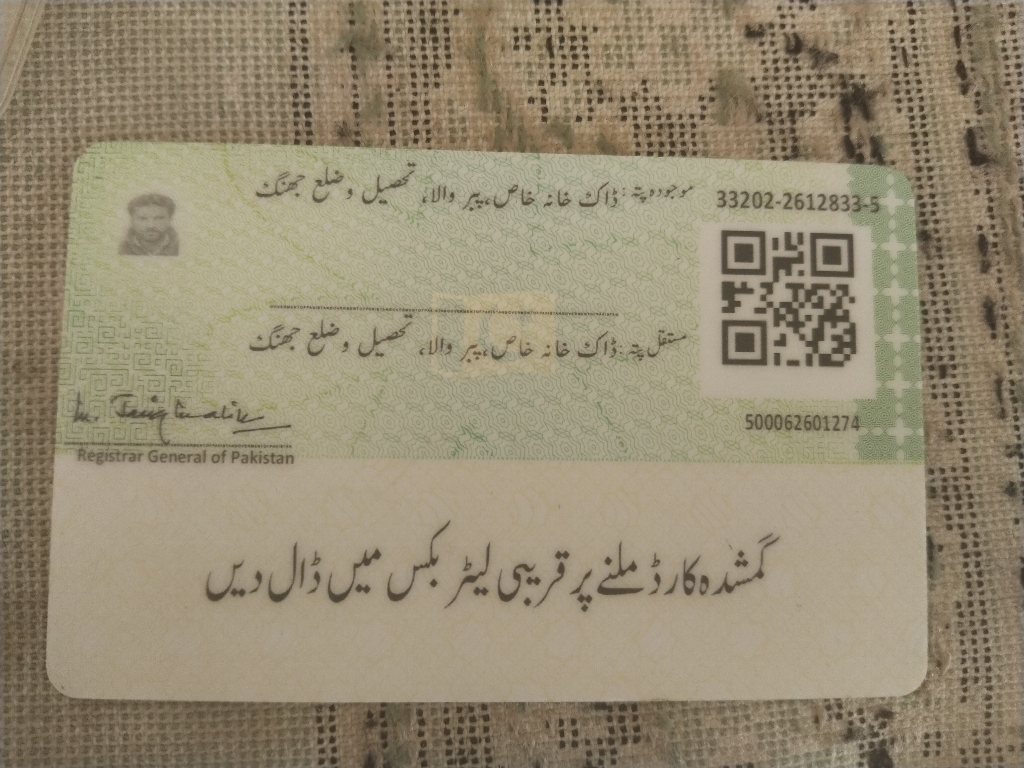 موجودہ پتہ: ڈاک خانہ خاص، پیر والا، تحصیل و ضلع جھنگ
33202-2612833-5
مستقل پتہ: ڈاک خانہ خاص، پیر والا، تحصیل و ضلع جھنگ
500062601274
Registrar General of Pakistan
گمشدہ کارڈ ملنے پر قریبی لیٹر بکس میں ڈال دیں